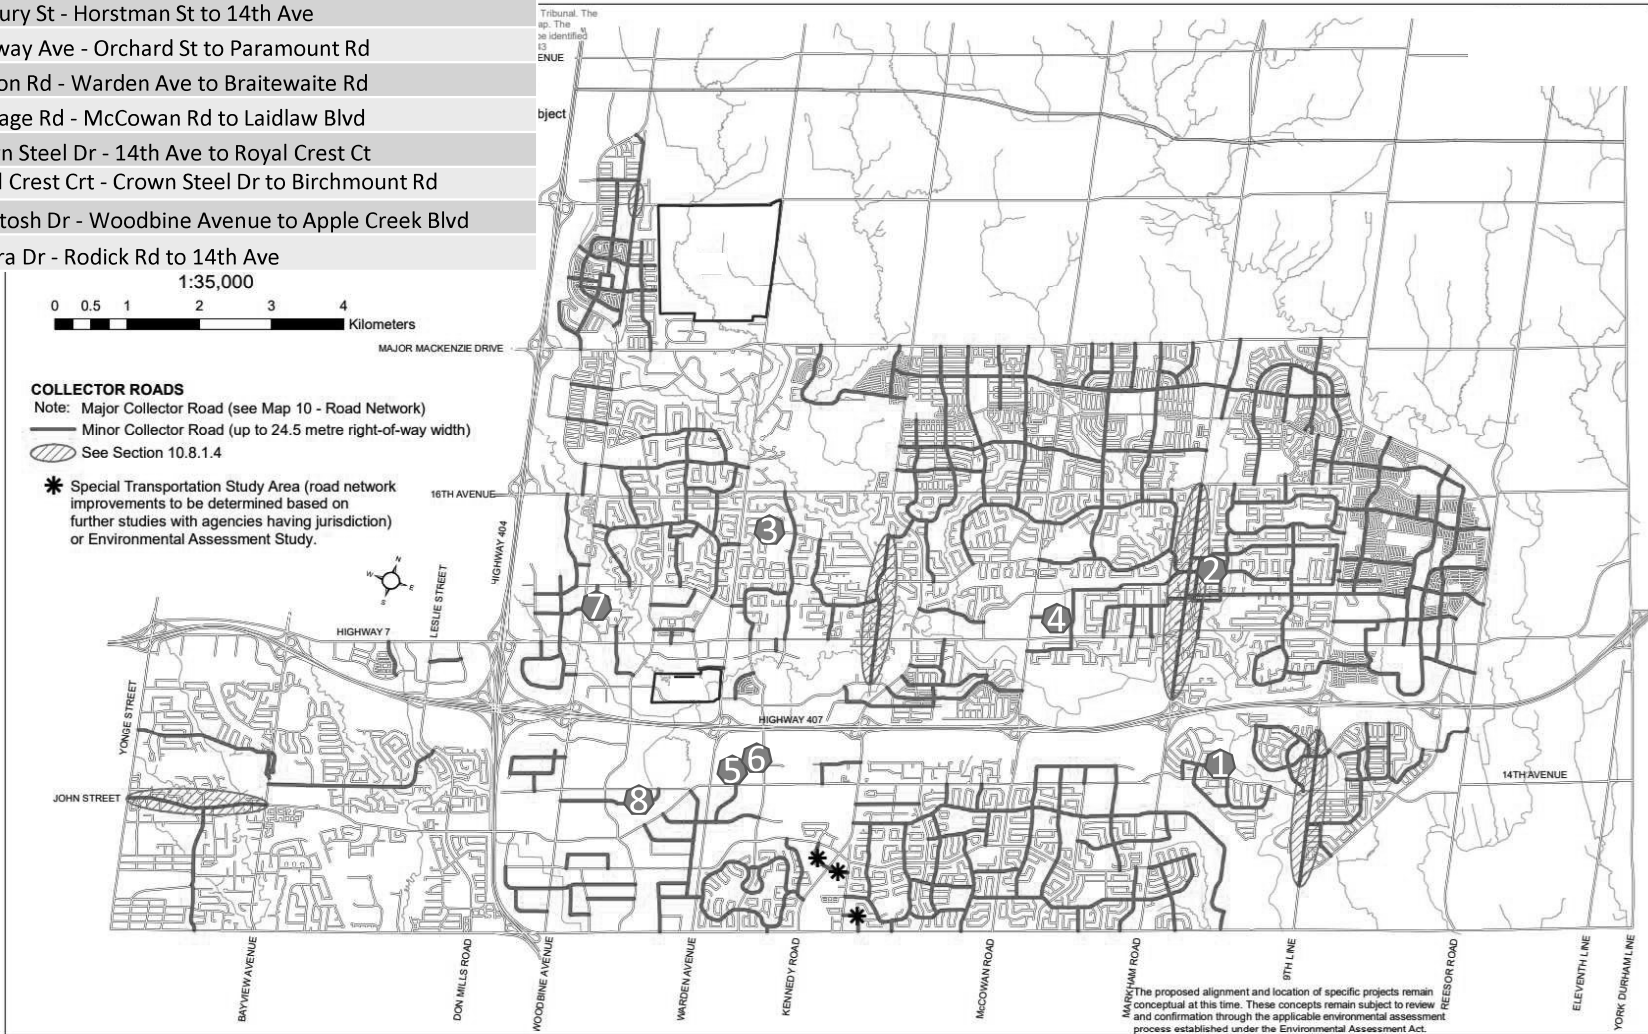 ury St - Horstman St to 14th Ave
way Ave - Orchard St to Paramount Rd
on Rd - Warden Ave to Braitewaite Rd
age Rd - McCowan Rd to Laidlaw Blvd
n Steel Dr - 14th Ave to Royal Crest Ct
l Crest Crt - Crown Steel Dr to Birchmount Rd
tosh Dr - Woodbine Avenue to Apple Creek Blvd
ra Dr - Rodick Rd to 14th Ave
Tribunal. The
ap. The
be identified
43
ENUE
bject
1:35,000
0 0.5 1 2 3 4
Kilometers
MAJOR MACKENZIE DRIVE
COLLECTOR ROADS
Note: Major Collector Road (see Map 10 - Road Network)
Minor Collector Road (up to 24.5 metre right-of-way width)
See Section 10.8.1.4
Special Transportation Study Area (road network
improvements to be determined based on
further studies with agencies having jurisdiction)
or Environmental Assessment Study.
16TH AVENUE
HIGHWAY 404
N
W
E
S
LESLIE STREET
HIGHWAY 7
3
2
7
4
YONGE STREET
HIGHWAY 407
5
6
1
8
14TH AVENUE
JOHN STREET
BAYVIEW AVENUE
DON MILLS ROAD
WOODBINE AVENUE
WARDEN AVENUE
KENNEDY ROAD
McCOWAN ROAD
MARKHAM ROAD
9TH LINE
REESOR ROAD
ELEVENTH LINE
YORK DURHAM LINE
The proposed alignment and location of specific projects remain
conceptual at this time. These concepts remain subject to review
and confirmation through the applicable environmental assessment
process established under the Environmental Assessment Act.